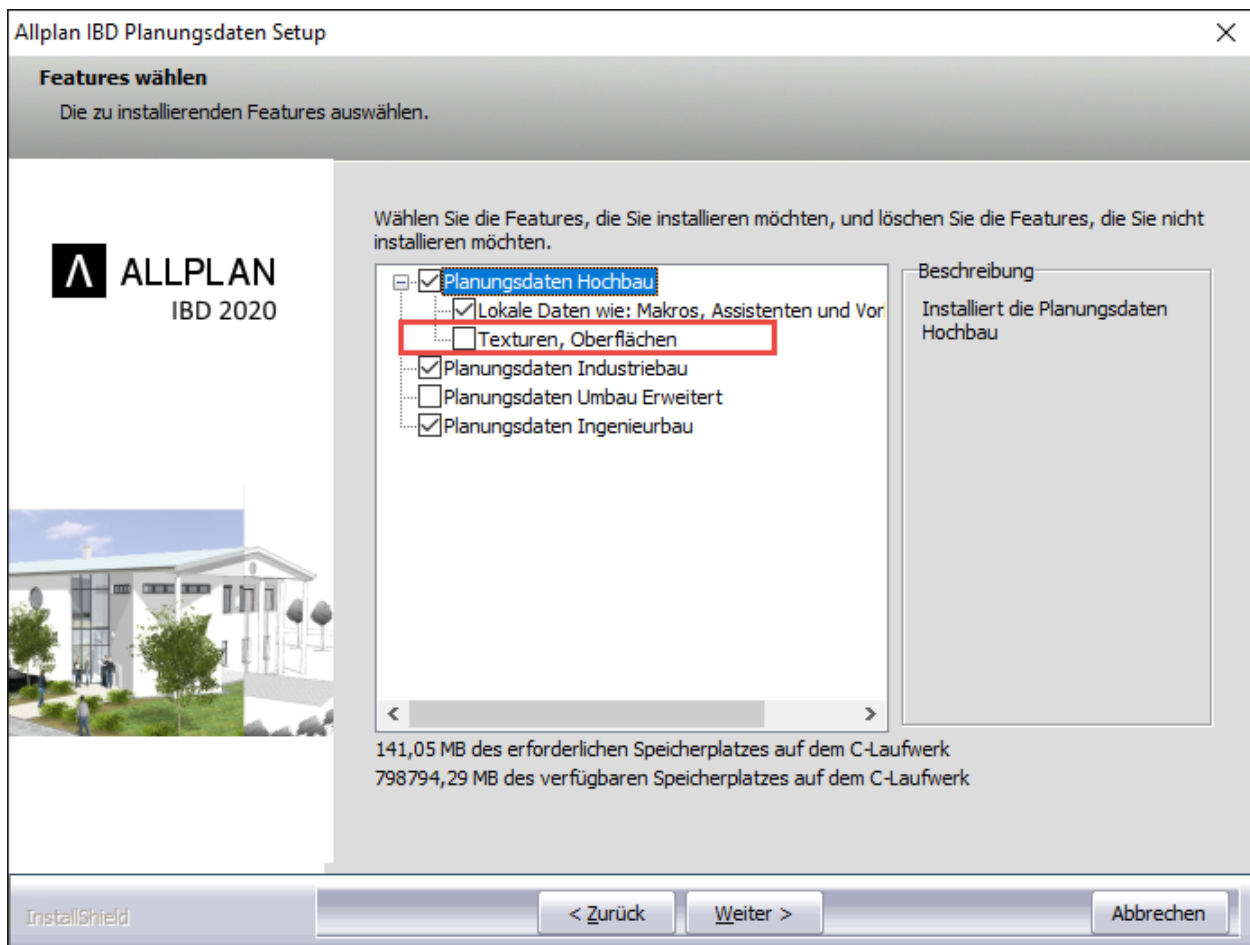 Allplan IBD Planungsdaten Setup
Features wählen
Die zu installierenden Features auswählen.
ALLPLAN
IBD 2020
Wählen Sie die Features, die Sie installieren möchten, und löschen Sie die Features, die Sie nicht
installieren möchten.
Planungsdaten Hochbau
Lokale Daten wie: Makros, Assistenten und Vor
Texturen, Oberflächen
Planungsdaten Industriebau
Planungsdaten Umbau Erweitert
Planungsdaten Ingenieurbau
Beschreibung
Installiert die Planungsdaten
Hochbau
141,05 MB des erforderlichen Speicherplatzes auf dem C-Laufwerk
798794,29 MB des verfügbaren Speicherplatzes auf dem C-Laufwerk
InstallShield
< Zurück
Weiter >
Abbrechen